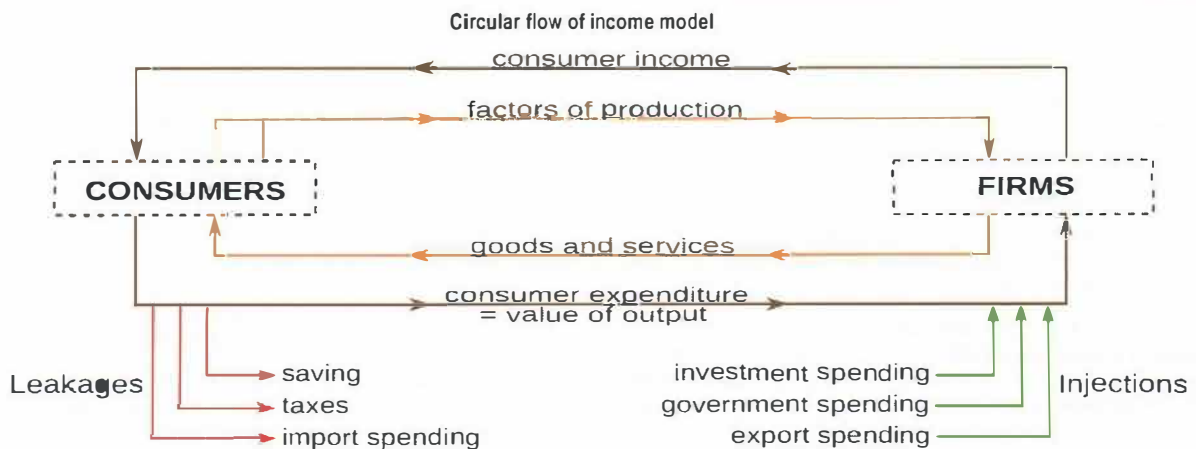 Circular flow of income model
consumer income
factors of production
CONSUMERS
FIRMS
goods and services
consumer expenditure
= value of output
Leakages
saving
taxes
import spending
investment spending
government spending
export spending
Injections